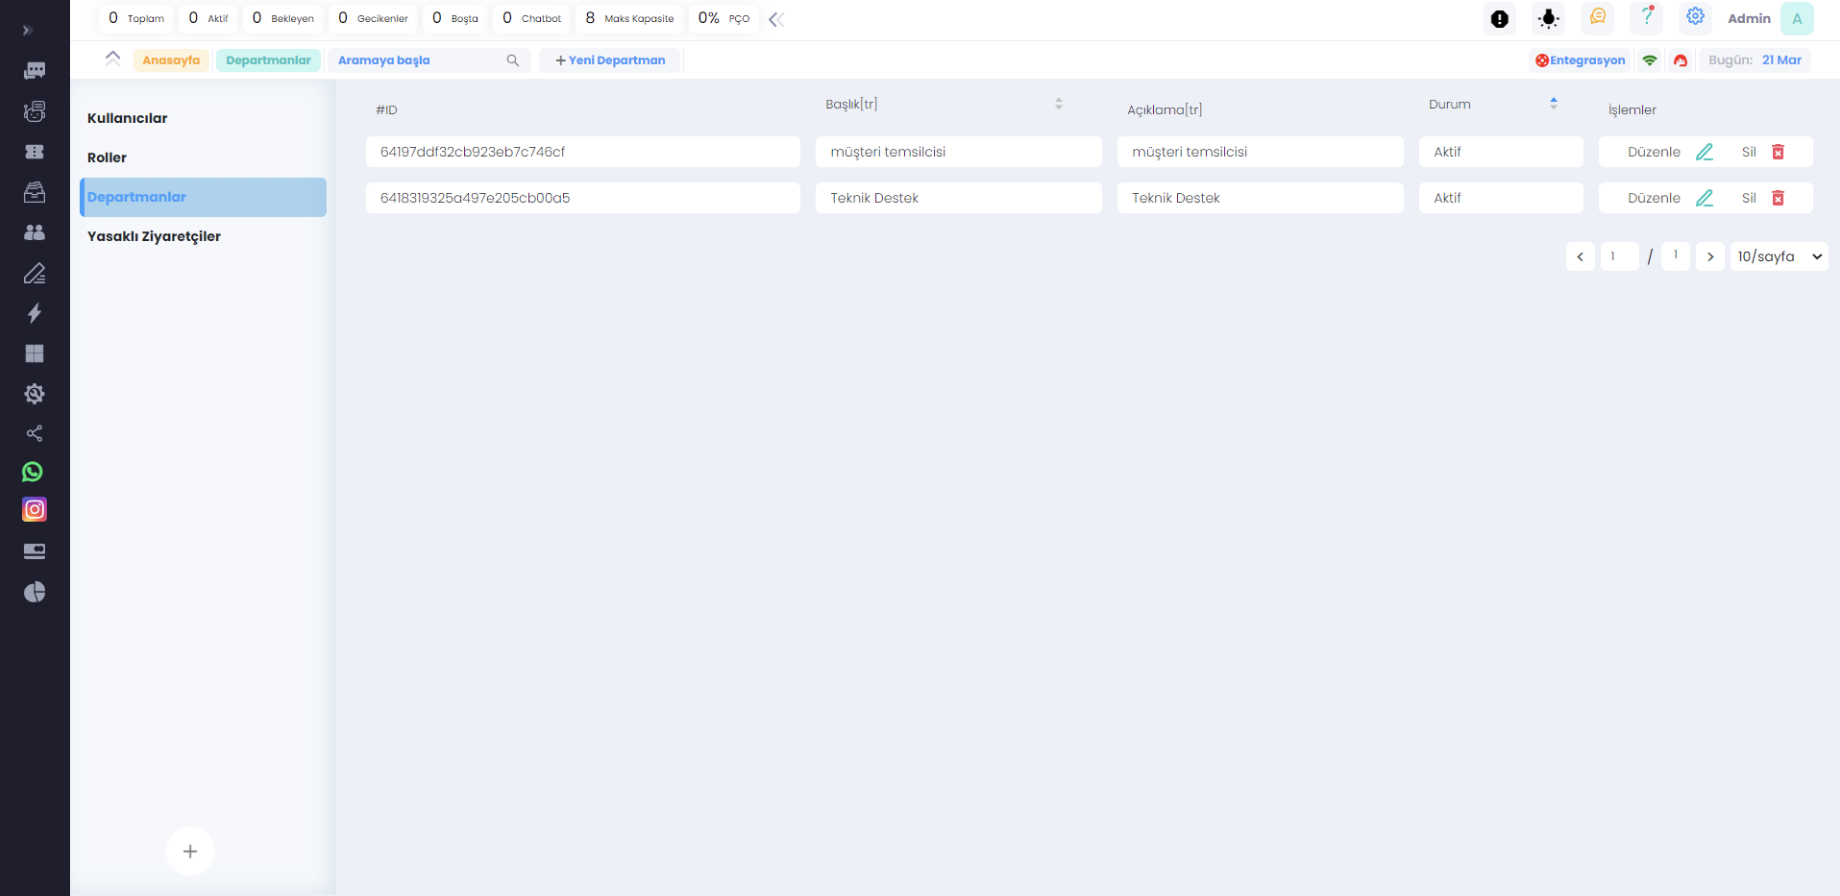 0 Toplam 0 Aktif 0 Bekleyen 0 Gecikenler 0 Boşta 0 Chatbot 8 Maks Kapasite 0% PÇO Admin A
Anasayfa Departmanlar Aramaya başla + Yeni Departman Entegrasyon Bugün: 21 Mar
Kullanıcılar
Roller
Departmanlar
Yasaklı Ziyaretçiler
#ID Başlık[tr] Açıklama[tr] Durum İşlemler
64197ddf32cb923eb7c746cf müşteri temsilcisi müşteri temsilcisi Aktif Düzenle Sil
6418319325a497e205cb00a5 Teknik Destek Teknik Destek Aktif Düzenle Sil
< 1 / 1 > 10/sayfa
+